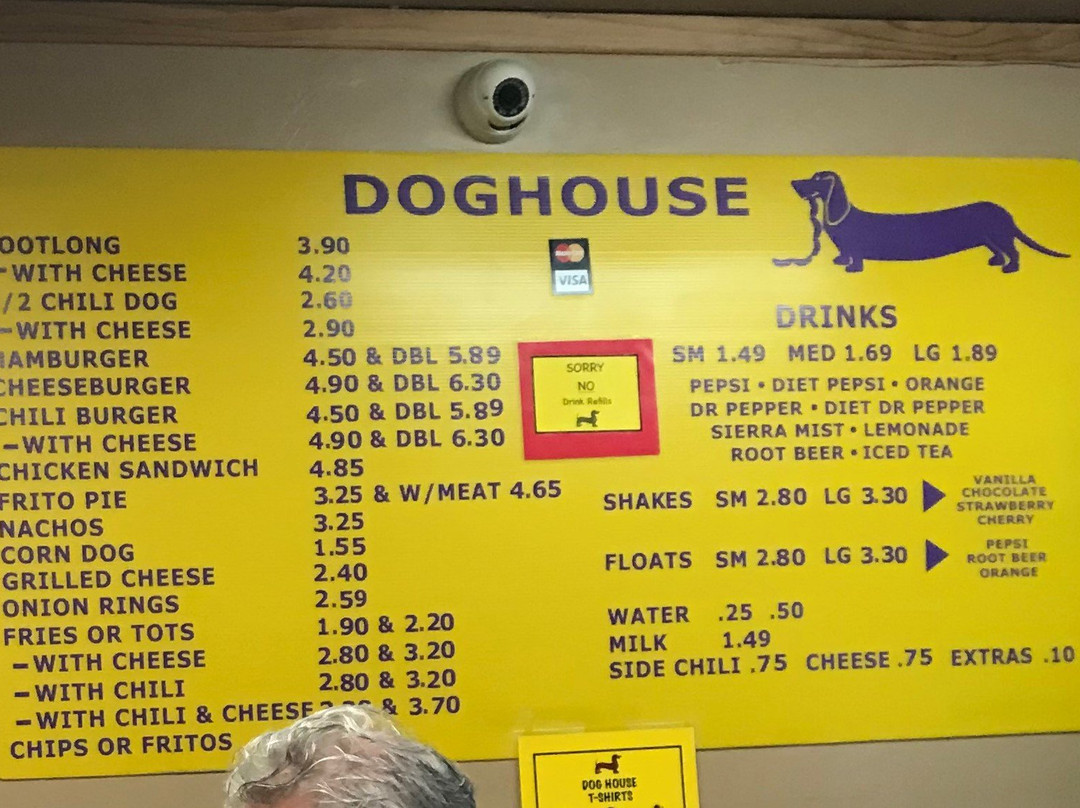 DOGHOUSE
OOTLONG 3.90
-WITH CHEESE 4.20
/2 CHILI DOG 2.60
-WITH CHEESE 2.90
HAMBURGER 4.50 & DBL 5.89
CHEESEBURGER 4.90 & DBL 6.30
CHILI BURGER 4.50 & DBL 5.89
-WITH CHEESE 4.90 & DBL 6.30
CHICKEN SANDWICH 4.85
FRITO PIE 3.25 & W/MEAT 4.65
NACHOS 3.25
CORN DOG 1.55
GRILLED CHEESE 2.40
ONION RINGS 2.59
FRIES OR TOTS 1.90 & 2.20
-WITH CHEESE 2.80 & 3.20
-WITH CHILI 2.80 & 3.20
-WITH CHILI & CHEESE & 3.70
CHIPS OR FRITOS
MasterCard
VISA
SORRY
NO
Drink Refills
DRINKS
SM 1.49 MED 1.69 LG 1.89
PEPSI • DIET PEPSI • ORANGE
DR PEPPER • DIET DR PEPPER
SIERRA MIST • LEMONADE
ROOT BEER • ICED TEA
SHAKES SM 2.80 LG 3.30
VANILLA
CHOCOLATE
STRAWBERRY
CHERRY
FLOATS SM 2.80 LG 3.30
PEPSI
ROOT BEER
ORANGE
WATER .25 .50
MILK 1.49
SIDE CHILI .75 CHEESE .75 EXTRAS .10
DOG HOUSE
T-SHIRTS